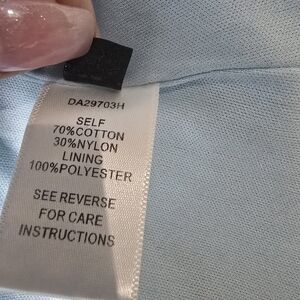 DA29703H
SELF
70%COTTON
30%NYLON
LINING
100%POLYESTER
SEE REVERSE
FOR CARE
INSTRUCTIONS